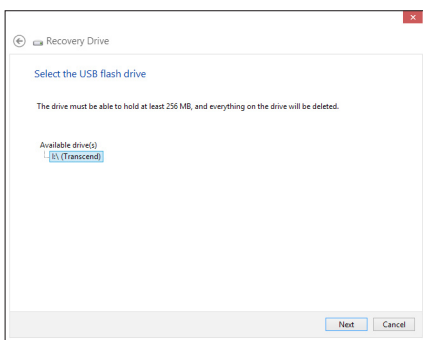 Recovery Drive
Select the USB flash drive
The drive must be able to hold at least 256 MB, and everything on the drive will be deleted.
Available drive(s)
I:\ (Transcend)
Next Cancel